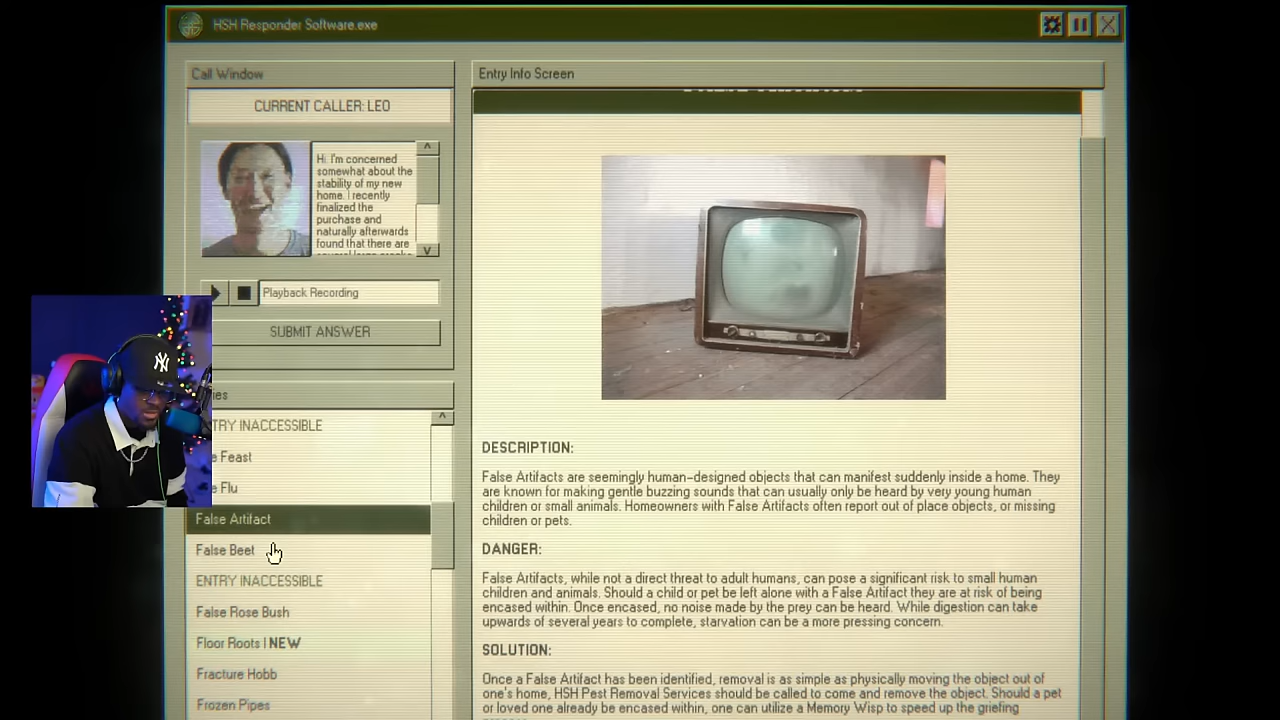 HSH Responder Software.exe
Call Window
CURRENT CALLER: LEO
Hi. I'm concerned
somewhat about the
stability of my new
home. I recently
finalized the
purchase and
naturally afterwards
found that there are
Playback Recording
SUBMIT ANSWER
ENTRY INACCESSIBLE
Feast
Flu
False Artifact
False Beet
ENTRY INACCESSIBLE
False Rose Bush
Floor Roots | NEW
Fracture Hobb
Frozen Pipes
Entry Info Screen
DESCRIPTION:
False Artifacts are seemingly human-designed objects that can manifest suddenly inside a home. They
are known for making gentle buzzing sounds that can usually only be heard by very young human
children or small animals. Homeowners with False Artifacts often report out of place objects, or missing
children or pets.
DANGER:
False Artifacts, while not a direct threat to adult humans, can pose a significant risk to small human
children and animals. Should a child or pet be left alone with a False Artifact they are at risk of being
encased within. Once encased, no noise made by the prey can be heard. While digestion can take
upwards of several years to complete, starvation can be a more pressing concern.
SOLUTION:
Once a False Artifact has been identified, removal is as simple as physically moving the object out of
one's home, HSH Pest Removal Services should be called to come and remove the object. Should a pet
or loved one already be encased within, one can utilize a Memory Wisp to speed up the griefing